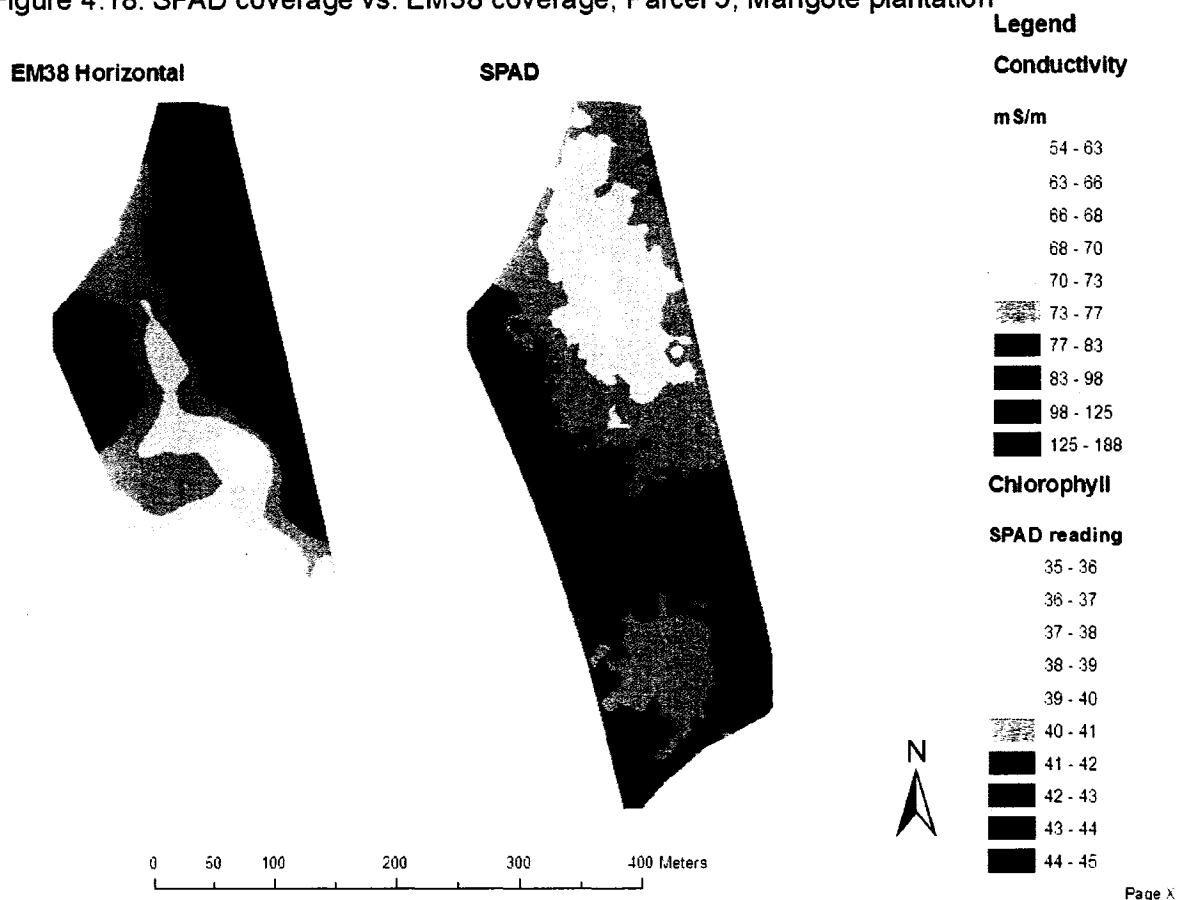 Figure 4.18. SPAD coverage vs. EM38 coverage, Parcel 5, Mangote plantation
EM38 Horizontal
SPAD
Legend
Conductivity
mS/m
54 - 63
63 - 66
66 - 68
68 - 70
70 - 73
73 - 77
77 - 83
83 - 98
98 - 125
125 - 188
Chlorophyll
SPAD reading
35 - 36
36 - 37
37 - 38
38 - 39
39 - 40
40 - 41
41 - 42
42 - 43
43 - 44
44 - 45
N
0 50 100 200 300 400 Meters
Page X